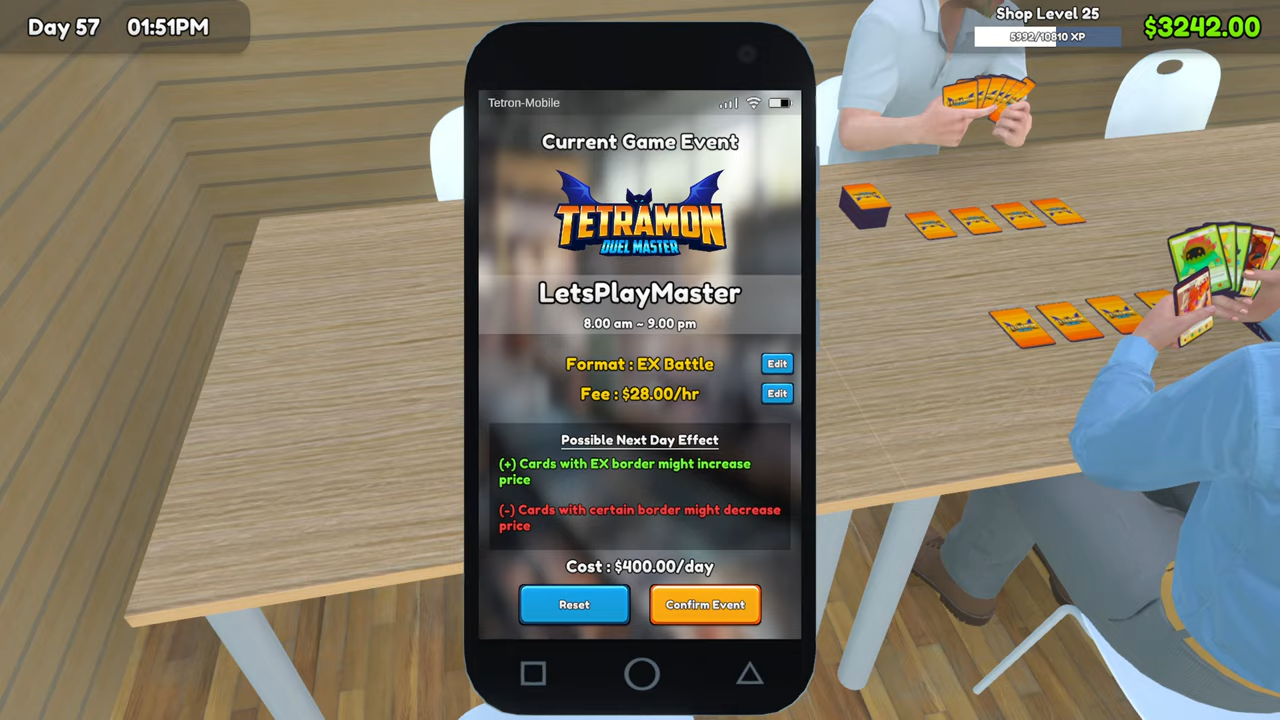 Day 57 01:51PM
Shop Level 25
5992/10810 XP
$3242.00
Tetron-Mobile
Current Game Event
TETRAMON
DUEL MASTER
LetsPlayMaster
8.00 am ~ 9.00 pm
Format : EX Battle
Edit
Fee : $28.00/hr
Edit
Possible Next Day Effect
(+) Cards with EX border might increase
price
(-) Cards with certain border might decrease
price
Cost : $400.00/day
Reset
Confirm Event